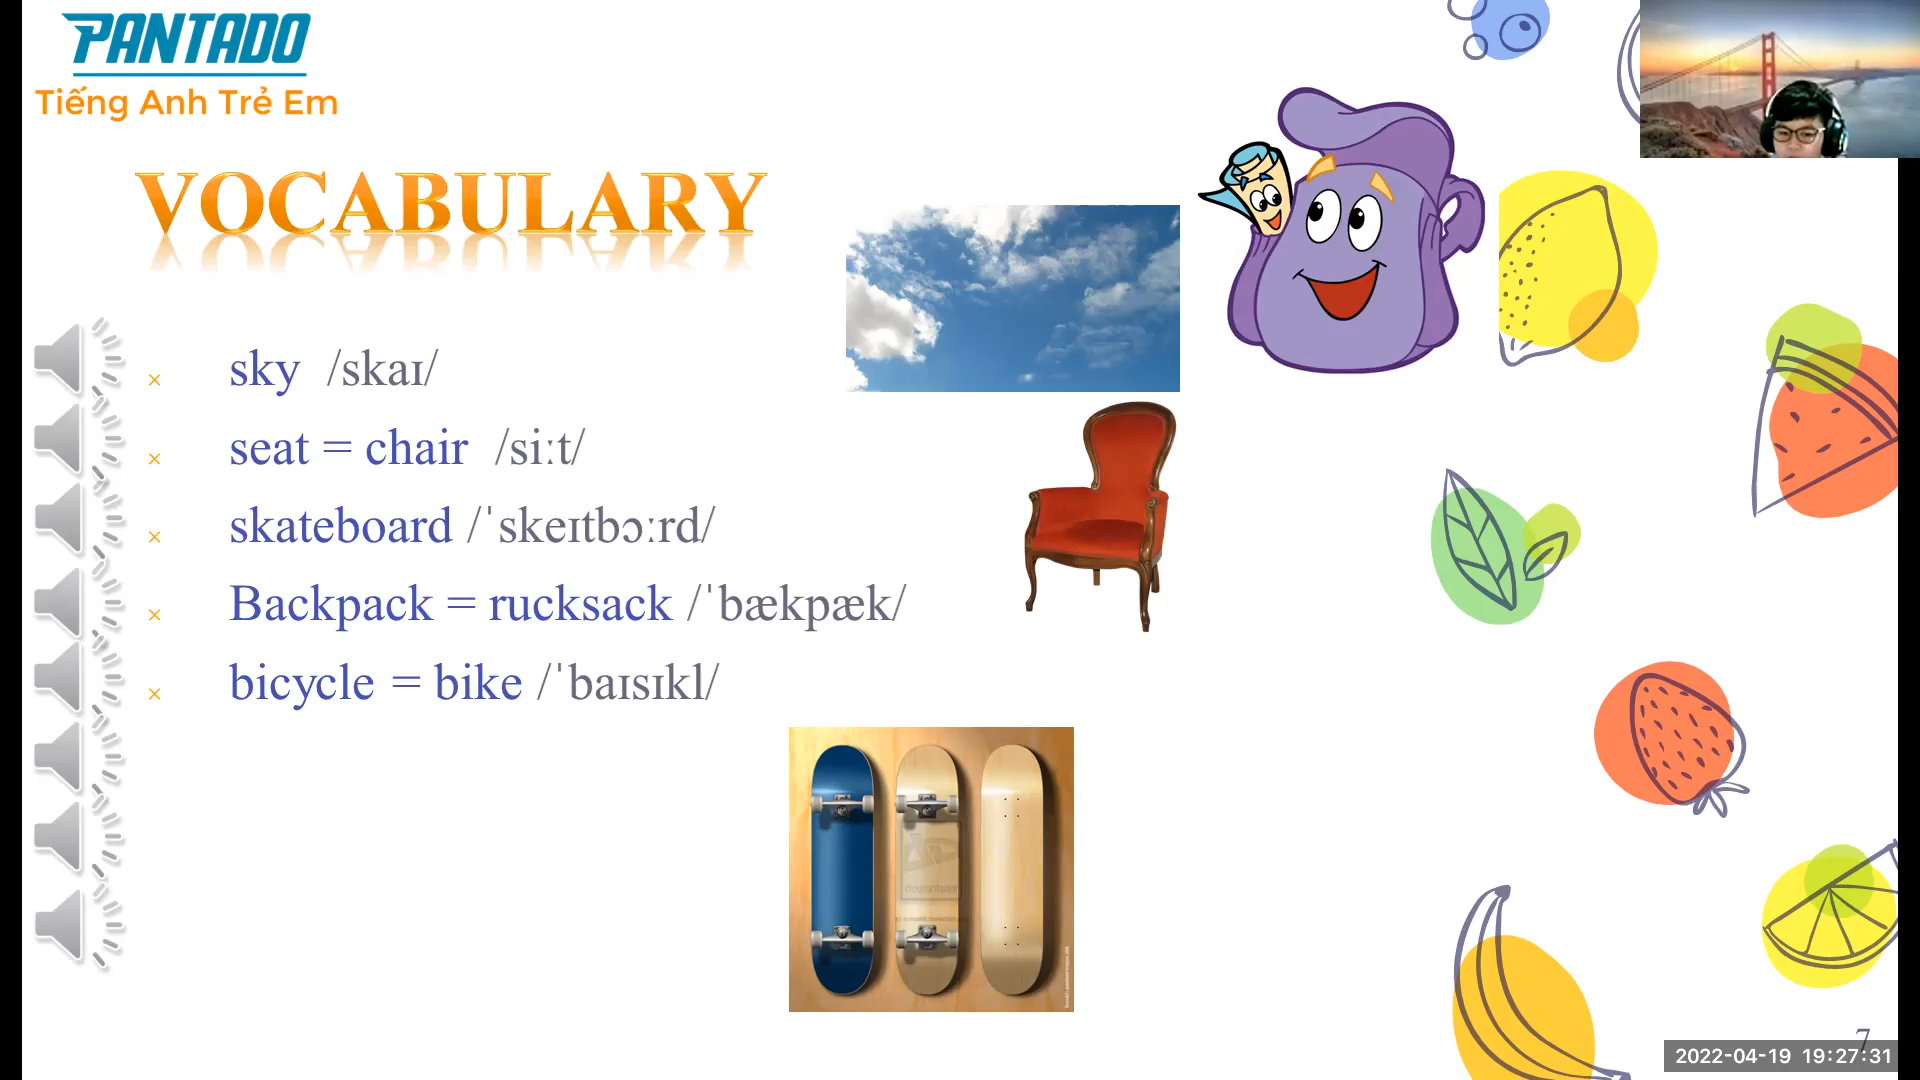 PANTADO
Tiếng Anh Trẻ Em
VOCABULARY
× sky /skaɪ/
× seat = chair /siːt/
× skateboard /ˈskeɪtbɔːrd/
× Backpack = rucksack /ˈbækpæk/
× bicycle = bike /ˈbaɪsɪkl/
7
2022-04-19 19:27:31